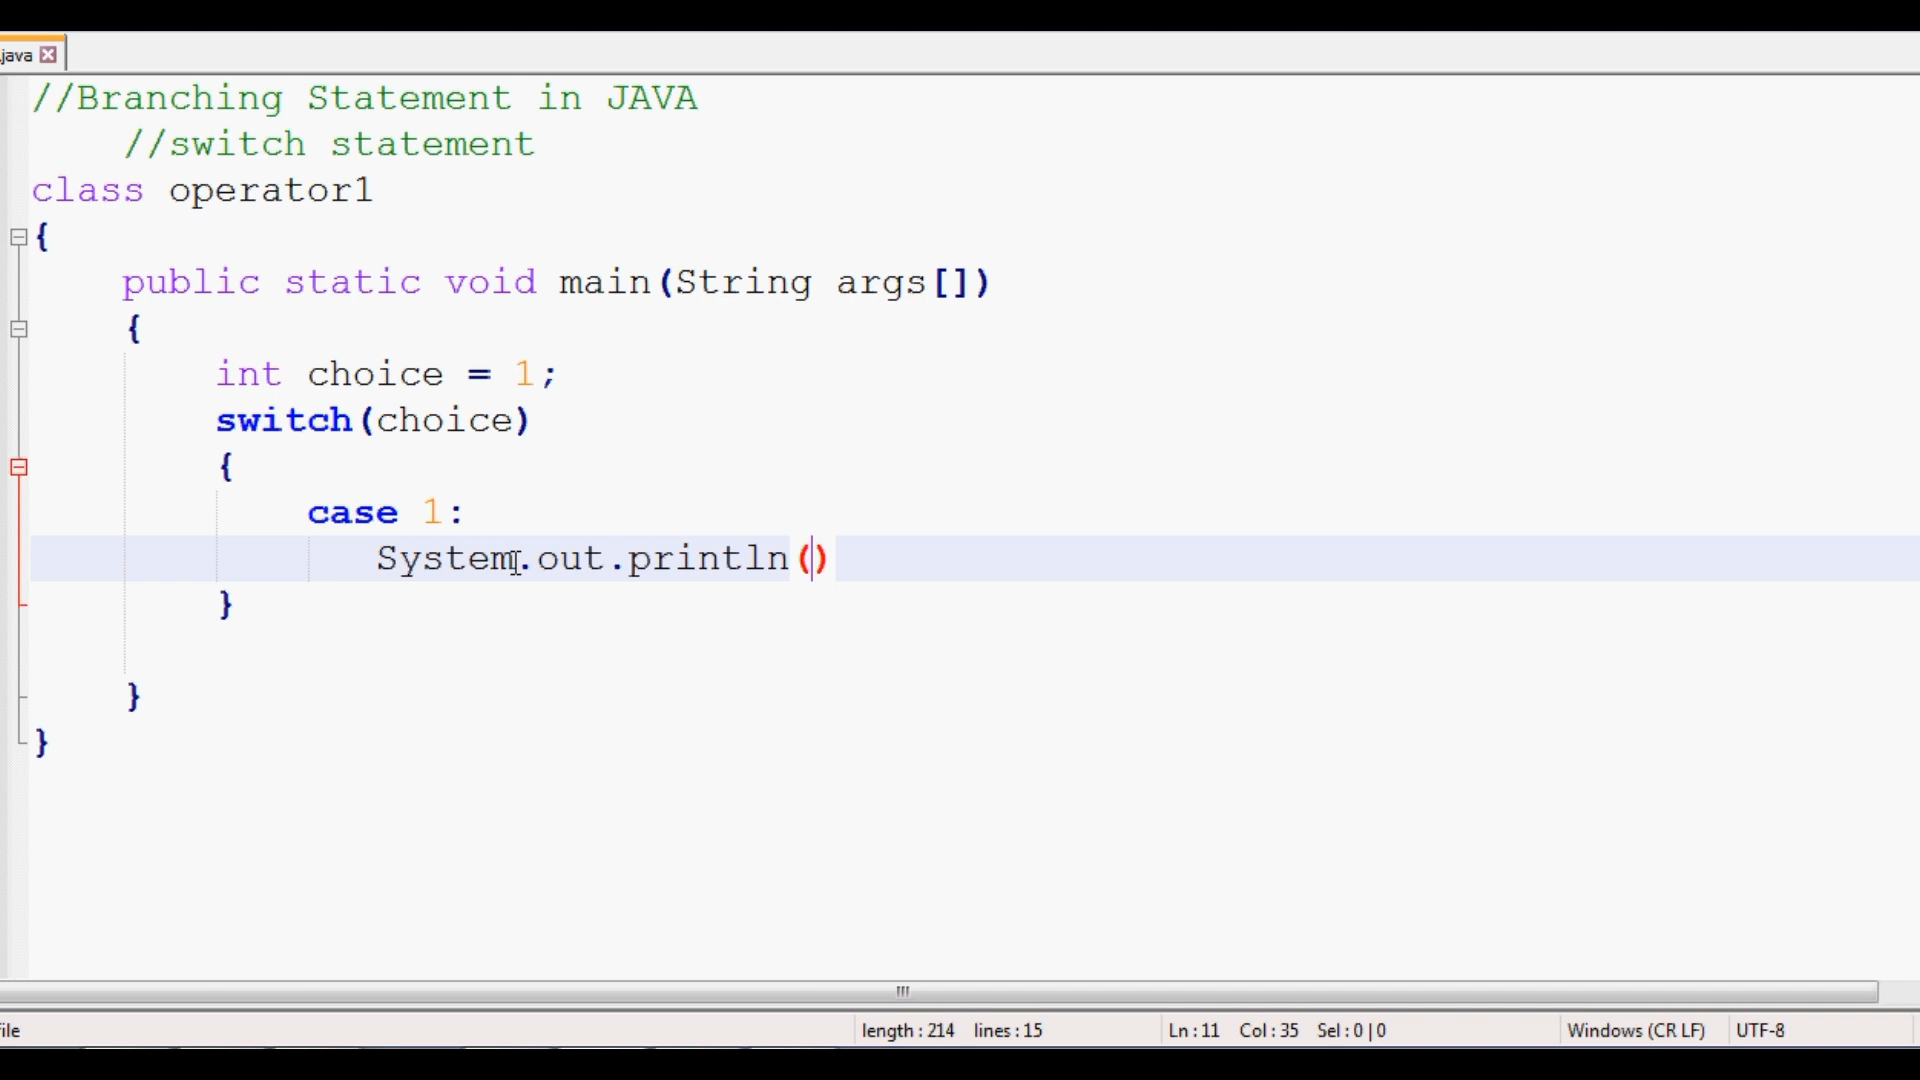 java
//Branching Statement in JAVA
//switch statement
class operator1
{
public static void main(String args[])
{
int choice = 1;
switch(choice)
{
case 1:
System.out.println()
}
}
}
length : 214 lines : 15 Ln : 11 Col : 35 Sel : 0 | 0 Windows (CR LF) UTF-8